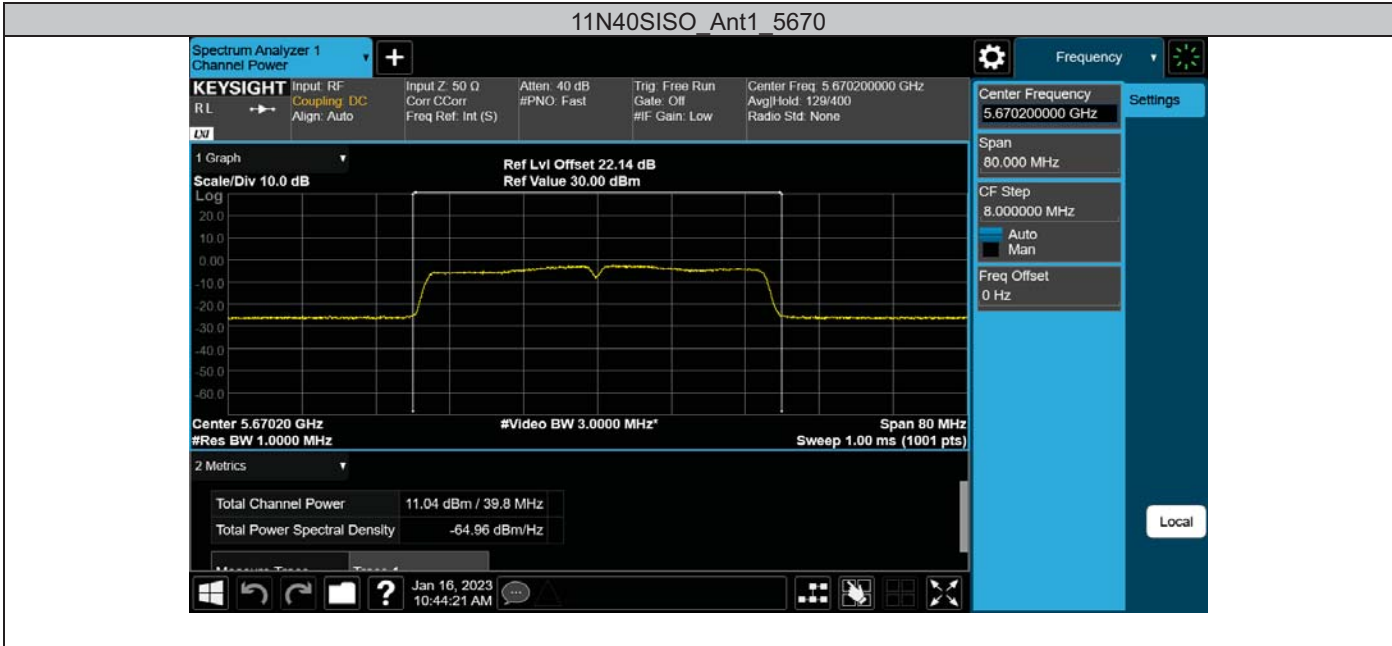 11N40SISO_Ant1_5670
Spectrum Analyzer 1
Channel Power
Frequency
KEYSIGHT
RL
LXI
Input: RF
Coupling: DC
Align: Auto
Input Z: 50 Ω
Corr CCorr
Freq Ref: Int (S)
Atten: 40 dB
#PNO: Fast
Trig: Free Run
Gate: Off
#IF Gain: Low
Center Freq: 5.670200000 GHz
Avg|Hold: 129/400
Radio Std: None
Center Frequency
5.670200000 GHz
Settings
Span
80.000 MHz
CF Step
8.000000 MHz
Auto
Man
Freq Offset
0 Hz
Local
1 Graph
Scale/Div 10.0 dB
Ref Lvl Offset 22.14 dB
Ref Value 30.00 dBm
Log
20.0
10.0
0.00
-10.0
-20.0
-30.0
-40.0
-50.0
-60.0
Center 5.67020 GHz
#Video BW 3.0000 MHz*
Span 80 MHz
#Res BW 1.0000 MHz
Sweep 1.00 ms (1001 pts)
2 Metrics
Total Channel Power 11.04 dBm / 39.8 MHz
Total Power Spectral Density -64.96 dBm/Hz
Jan 16, 2023
10:44:21 AM